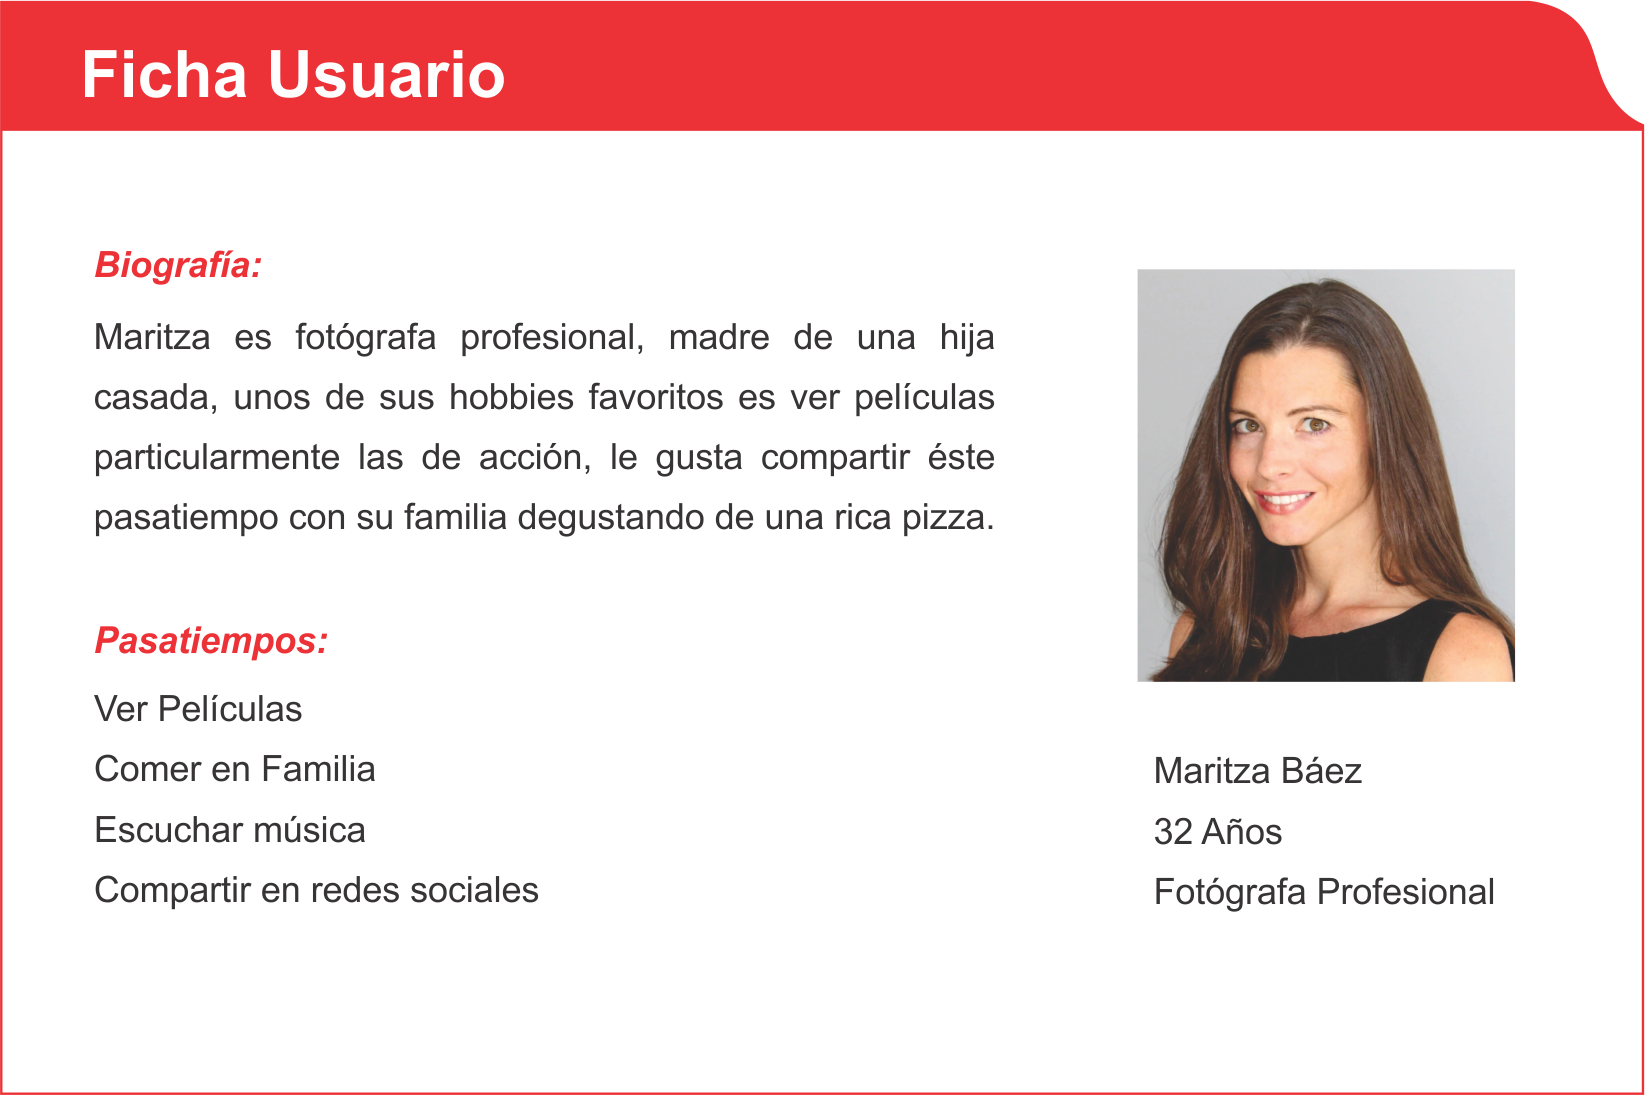 Ficha Usuario
Biografía:
Maritza es fotógrafa profesional, madre de una hija
casada, unos de sus hobbies favoritos es ver películas
particularmente las de acción, le gusta compartir éste
pasatiempo con su familia degustando de una rica pizza.
Pasatiempos:
Ver Películas
Comer en Familia
Escuchar música
Compartir en redes sociales
Maritza Báez
32 Años
Fotógrafa Profesional